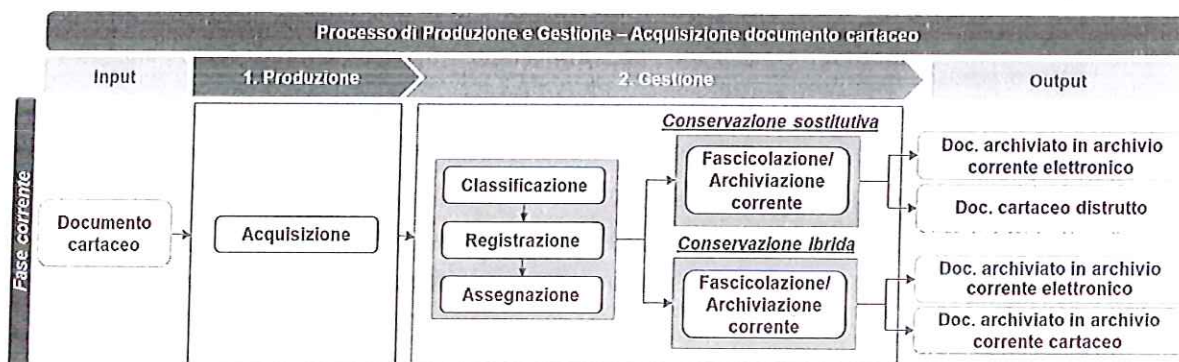 Processo di Produzione e Gestione – Acquisizione documento cartaceo
Input
1. Produzione
2. Gestione
Output
Fase corrente
Documento
cartaceo
Acquisizione
Classificazione
Registrazione
Assegnazione
Conservazione sostitutiva
Fascicolazione/
Archiviazione
corrente
Conservazione Ibrida
Fascicolazione/
Archiviazione
corrente
Doc. archiviato in archivio
corrente elettronico
Doc. cartaceo distrutto
Doc. archiviato in archivio
corrente elettronico
Doc. archiviato in archivio
corrente cartaceo